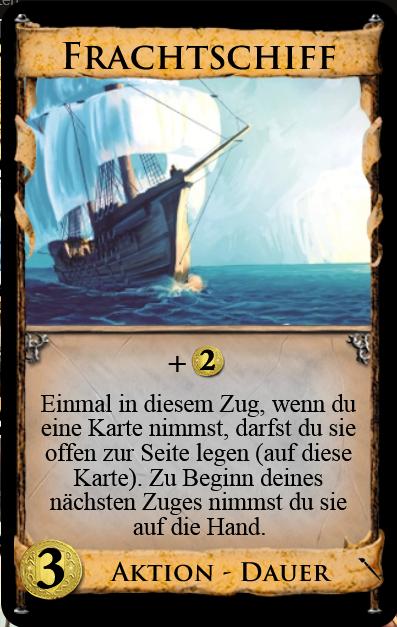 FRACHTSCHIFF
+ 2
Einmal in diesem Zug, wenn du
eine Karte nimmst, darfst du sie
offen zur Seite legen (auf diese
Karte). Zu Beginn deines
nächsten Zuges nimmst du sie
auf die Hand.
3 AKTION - DAUER